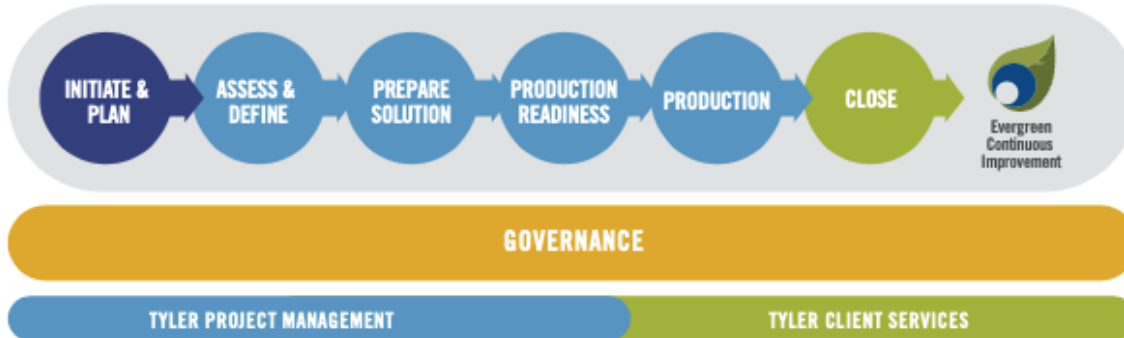 INITIATE &
PLAN
ASSESS &
DEFINE
PREPARE
SOLUTION
PRODUCTION
READINESS
PRODUCTION
CLOSE
Evergreen
Continuous
Improvement
GOVERNANCE
TYLER PROJECT MANAGEMENT
TYLER CLIENT SERVICES